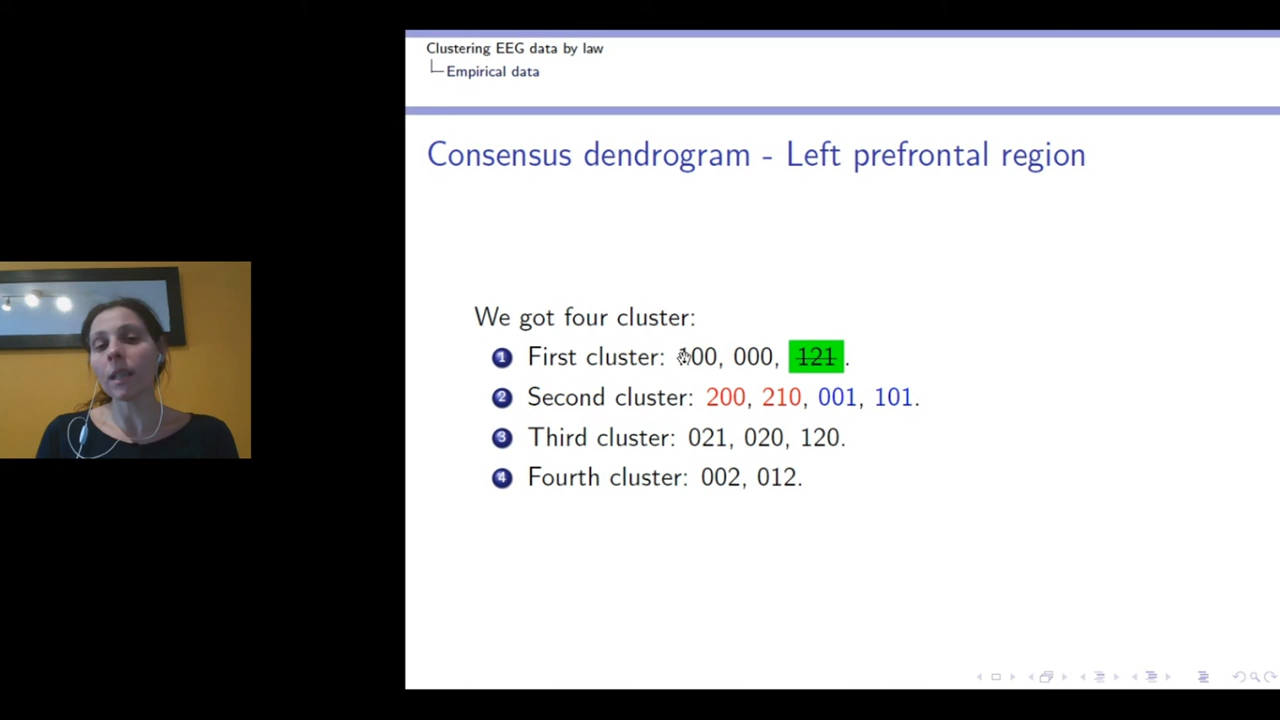 Clustering EEG data by law
Empirical data
Consensus dendrogram - Left prefrontal region
We got four cluster:
1 First cluster: 00, 000, 121.
2 Second cluster: 200, 210, 001, 101.
3 Third cluster: 021, 020, 120.
4 Fourth cluster: 002, 012.